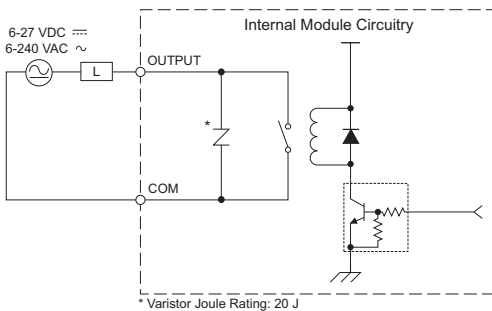 Internal Module Circuitry
6-27 VDC ⎓
6-240 VAC ∿
L
OUTPUT
*
COM
* Varistor Joule Rating: 20 J